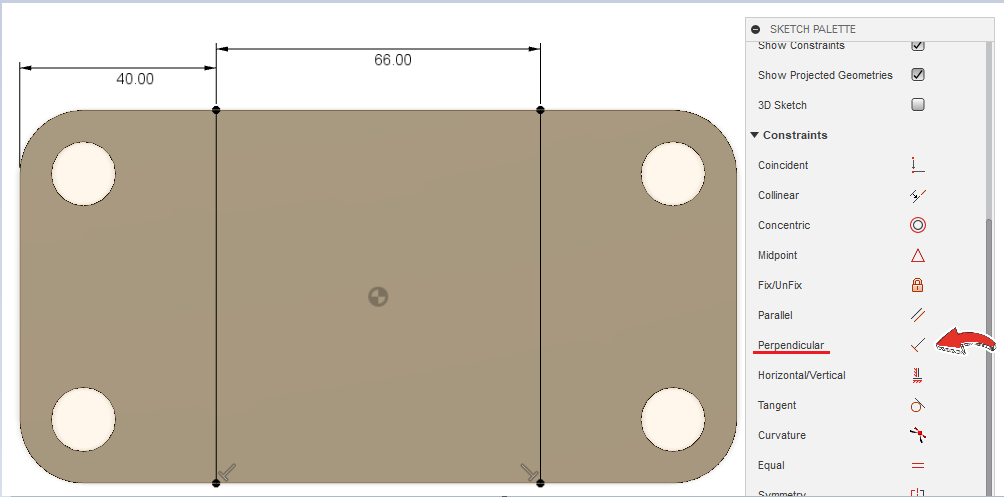 66.00
40.00
SKETCH PALETTE
Show Constraints
Show Projected Geometries
3D Sketch
Constraints
Coincident
Collinear
Concentric
Midpoint
Fix/UnFix
Parallel
Perpendicular
Horizontal/Vertical
Tangent
Curvature
Equal
Symmetry